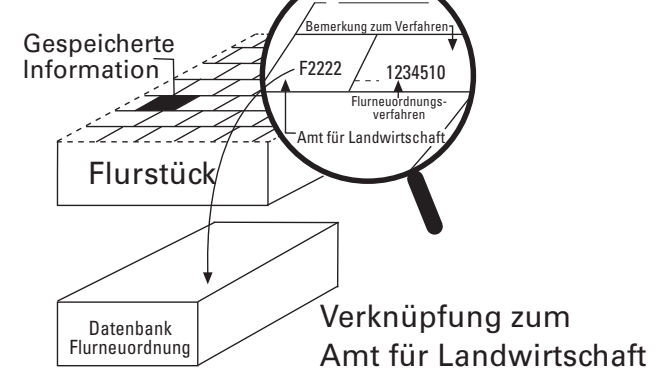 Gespeicherte
Information
Bemerkung zum Verfahren
F2222
1234510
Flurneuordnungs-
verfahren
Amt für Landwirtschaft
Flurstück
Datenbank
Flurneuordnung
Verknüpfung zum
Amt für Landwirtschaft